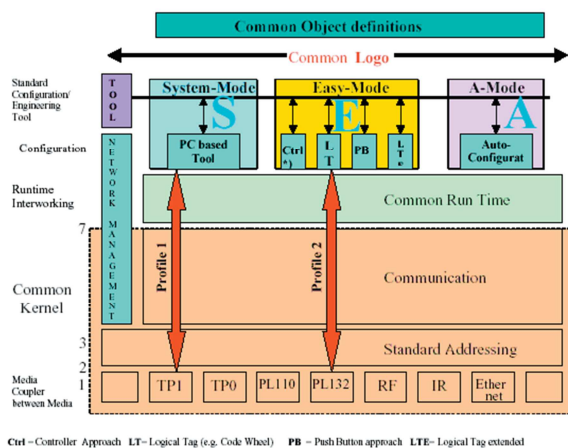 Common Object definitions
Common Logo
Standard
Configuration/
Engineering
Tool
TOOL
System-Mode
Easy-Mode
A-Mode
S
E
A
Configuration
PC based
Tool
Ctrl
*)
LT
PB
LTe
Auto-
Configurat
NETWORK MANAGEMENT
Runtime
Interworking
Common Run Time
7
Profile 1
Profile 2
Communication
Common
Kernel
3
Standard Addressing
2
Media
Coupler
between Media
1
TP1
TP0
PL110
PL132
RF
IR
Ether
net
Ctrl – Controller Approach LT– Logical Tag (e.g. Code Wheel) PB – Push Button approach LTE– Logical Tag extended